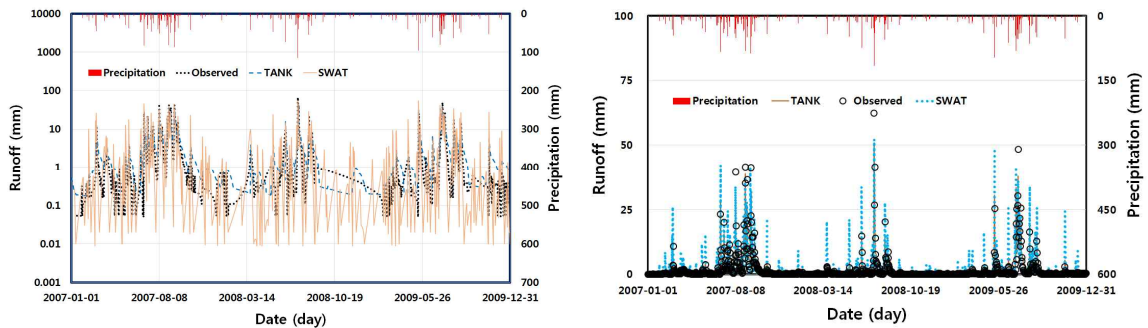 10000
1000
100
10
1
0.1
0.01
0.001
Runoff (mm)
0
100
200
300
400
500
600
700
Precipitation (mm)
Precipitation Observed TANK SWAT
2007-01-01 2007-08-08 2008-03-14 2008-10-19 2009-05-26 2009-12-31
Date (day)
100
75
50
25
0
Runoff (mm)
0
150
300
450
600
Precipitation (mm)
Precipitation TANK Observed SWAT
2007-01-01 2007-08-08 2008-03-14 2008-10-19 2009-05-26 2009-12-31
Date (day)